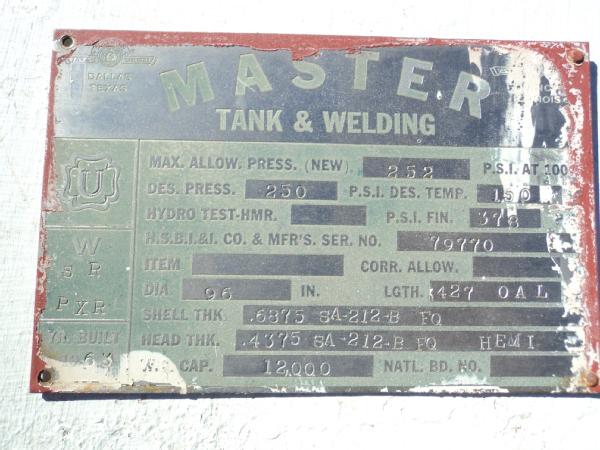 DALLAS
TEXAS
MASTER
TANK & WELDING
U
W
S R
P X R
YR. BUILT
1963
MAX. ALLOW. PRESS. (NEW) 252 P.S.I. AT 100
DES. PRESS. 250 P.S.I. DES. TEMP. 150
HYDRO TEST-HMR. P.S.I. FIN. 378
H.S.B.I.&I. CO. & MFR'S. SER. NO. 79770
ITEM CORR. ALLOW.
DIA 96 IN. LGTH. 427 OAL
SHELL THK. .6875 SA-212-B FQ
HEAD THK. .4375 SA-212-B FQ HEMI
CAP. 12,000 NATL. BD. NO.